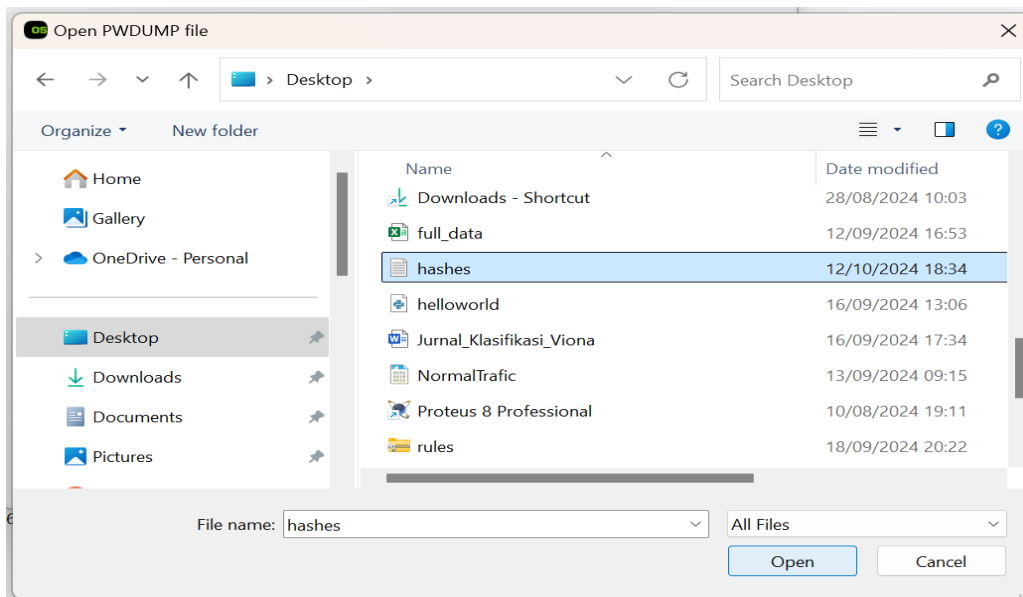 OS Open PWDUMP file
Desktop
Search Desktop
Organize
New folder
?
Home
Gallery
OneDrive - Personal
Desktop
Downloads
Documents
Pictures
Name Date modified
Downloads - Shortcut 28/08/2024 10:03
full_data 12/09/2024 16:53
hashes 12/10/2024 18:34
helloworld 16/09/2024 13:06
Jurnal_Klasifikasi_Viona 16/09/2024 17:34
NormalTrafic 13/09/2024 09:15
Proteus 8 Professional 10/08/2024 19:11
rules 18/09/2024 20:22
File name: hashes All Files
Open Cancel